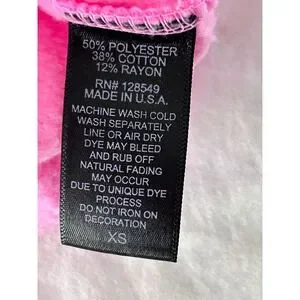 50% POLYESTER
38% COTTON
12% RAYON
RN# 128549
MADE IN U.S.A.
MACHINE WASH COLD
WASH SEPARATELY
LINE OR AIR DRY
DYE MAY BLEED
AND RUB OFF
NATURAL FADING
MAY OCCUR
DUE TO UNIQUE DYE
PROCESS
DO NOT IRON ON
DECORATION
XS